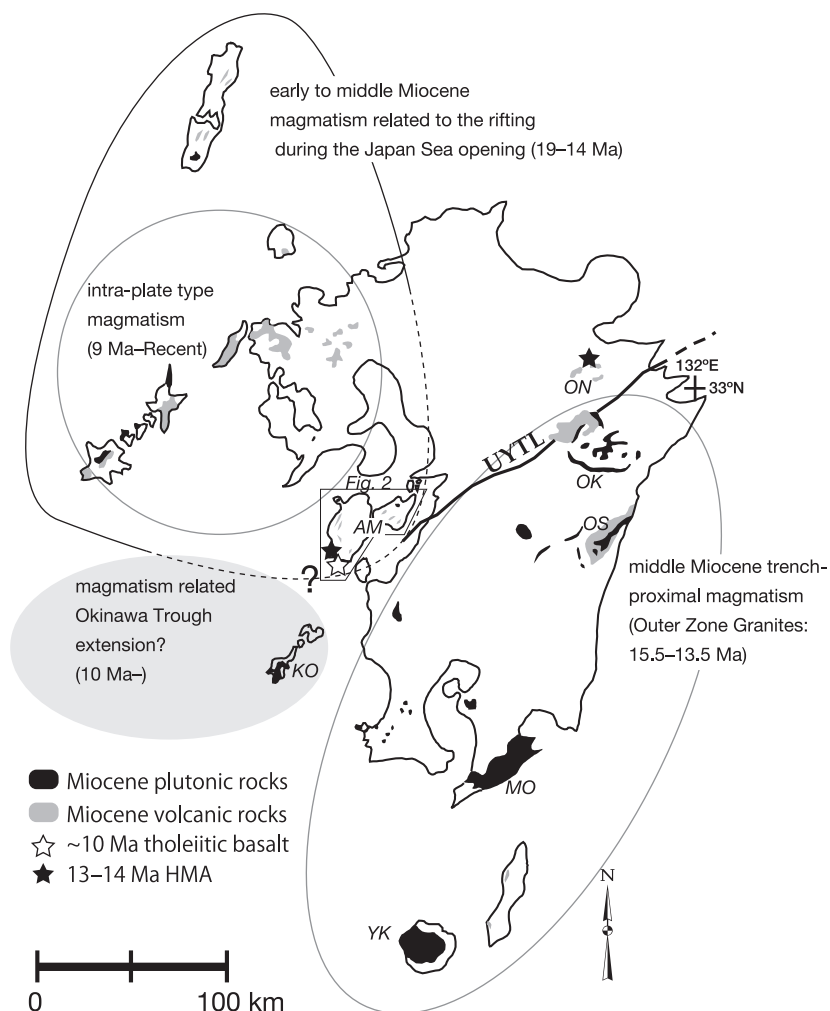 early to middle Miocene
magmatism related to the rifting
during the Japan Sea opening (19–14 Ma)
intra-plate type
magmatism
(9 Ma–Recent)
ON
132ºE
33ºN
UYTL
OK
Fig. 2
AM
OS
?
magmatism related
Okinawa Trough
extension?
(10 Ma–)
KO
middle Miocene trench–
proximal magmatism
(Outer Zone Granites:
15.5–13.5 Ma)
Miocene plutonic rocks
Miocene volcanic rocks
~10 Ma tholeiitic basalt
13–14 Ma HMA
MO
YK
N
0
100 km